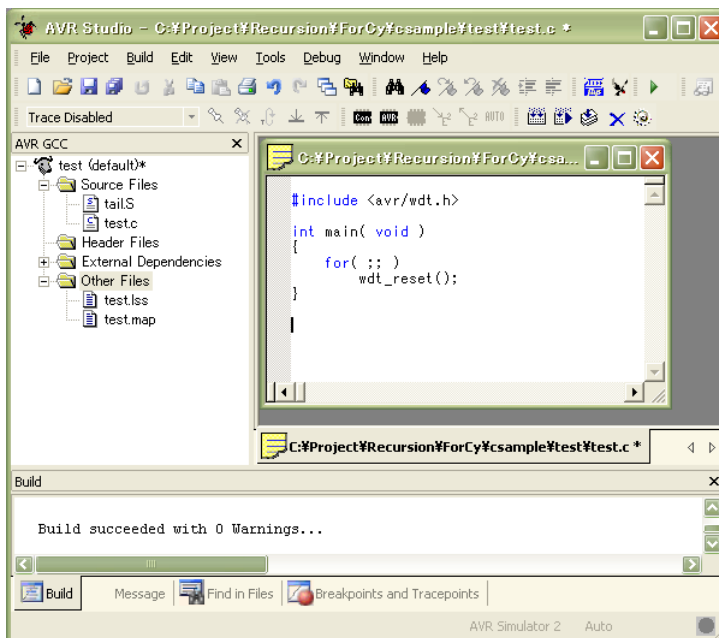 AVR Studio - C:¥Project¥Recursion¥ForCy¥csample¥test¥test.c *
File Project Build Edit View Tools Debug Window Help
Trace Disabled
Con AVR AUTO
AVR GCC
test (default)*
Source Files
tail.S
test.c
Header Files
External Dependencies
Other Files
test.lss
test.map
C:¥Project¥Recursion¥ForCy¥csa...
#include <avr/wdt.h>
int main( void )
{
for( ;; )
wdt_reset();
}
C:¥Project¥Recursion¥ForCy¥csample¥test¥test.c *
Build
Build succeeded with 0 Warnings...
Build Message Find in Files Breakpoints and Tracepoints
AVR Simulator 2 Auto